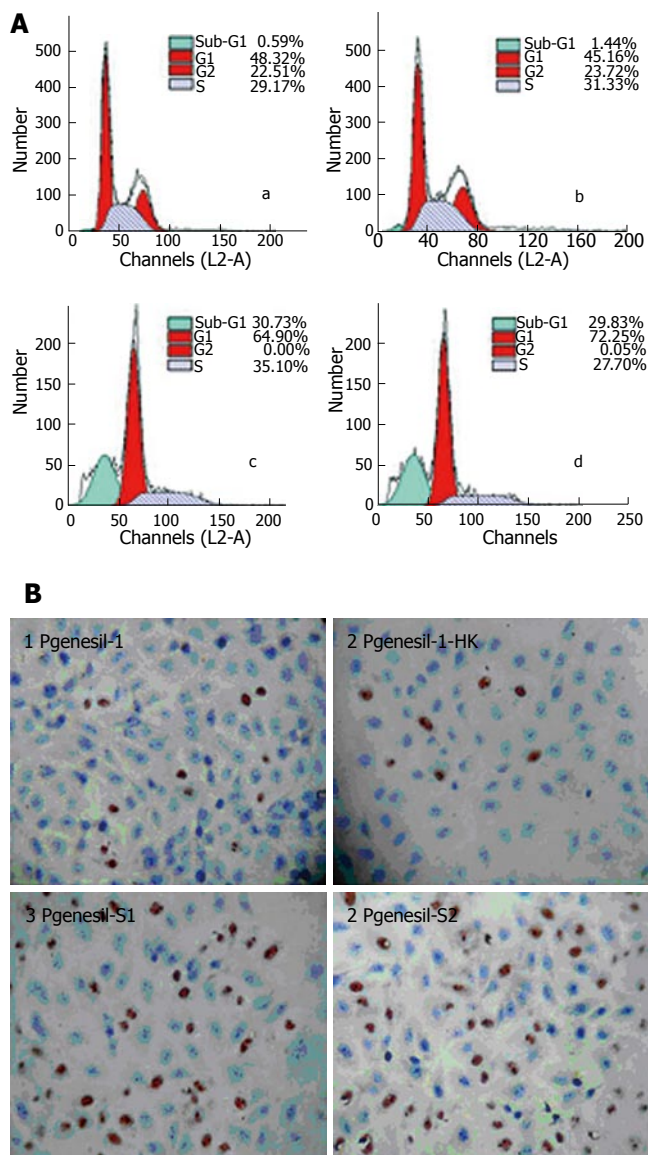 A
Number
500
400
300
200
100
0
Sub-G1 0.59%
G1 48.32%
G2 22.51%
S 29.17%
a
0 50 100 150 200
Channels (L2-A)
Number
500
400
300
200
100
0
Sub-G1 1.44%
G1 45.16%
G2 23.72%
S 31.33%
b
0 40 80 120 160 200
Channels (L2-A)
Number
200
150
100
50
0
Sub-G1 30.73%
G1 64.90%
G2 0.00%
S 35.10%
c
0 50 100 150 200
Channels (L2-A)
Number
200
150
100
50
0
Sub-G1 29.83%
G1 72.25%
G2 0.05%
S 27.70%
d
0 50 100 150 200 250
Channels
B
1 Pgenesil-1
2 Pgenesil-1-HK
3 Pgenesil-S1
2 Pgenesil-S2